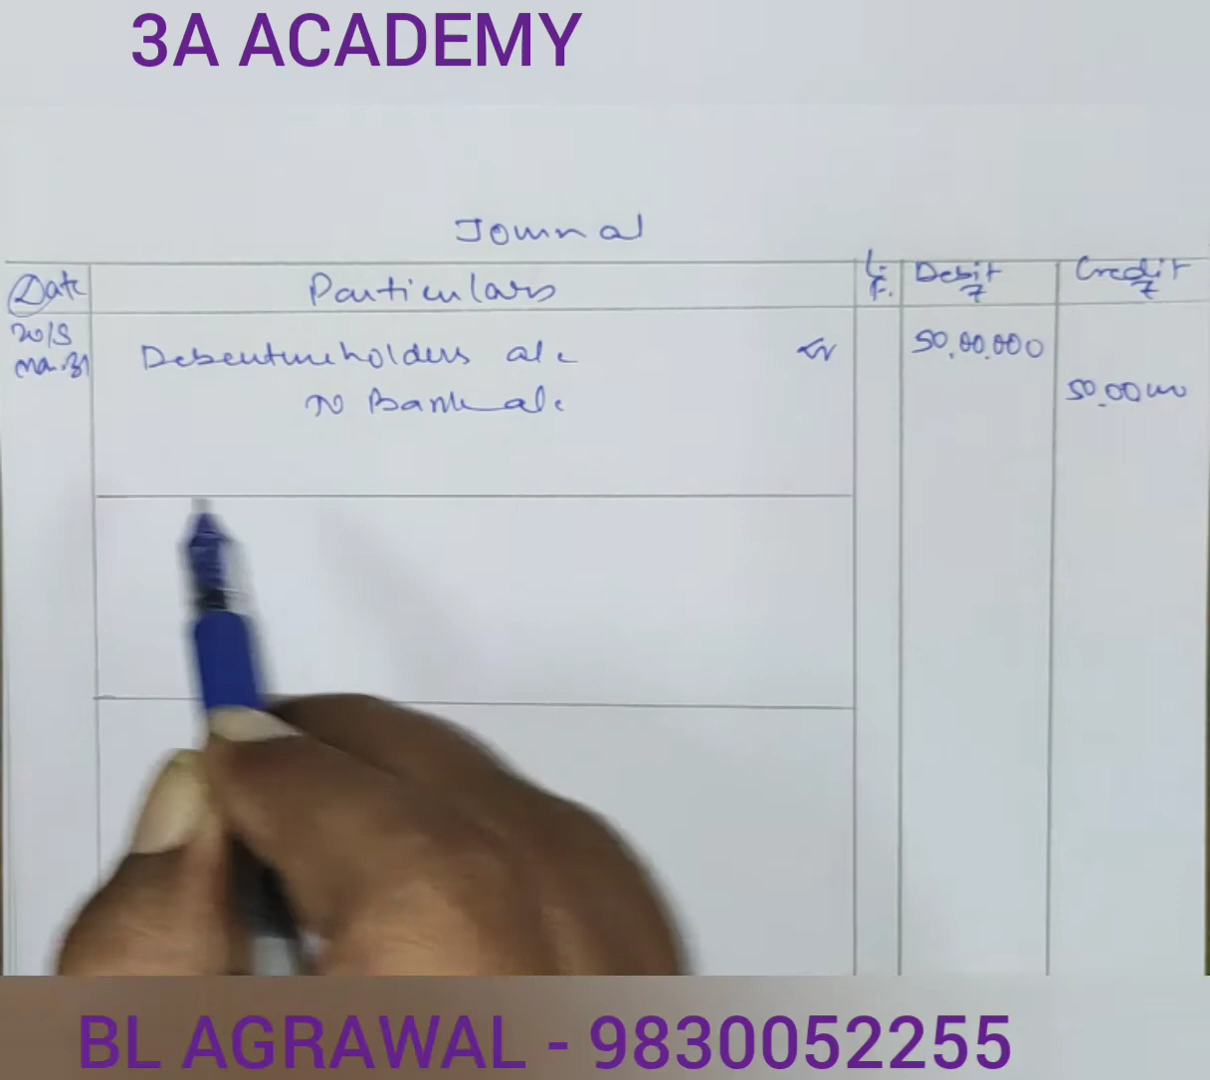 3A ACADEMY
Journal
Date Particulars L.F. Debit ₹ Credit ₹
2018
Mar. 31 Debentureholders a/c Dr 50,00,000
To Bank a/c 50,00,000
BL AGRAWAL - 9830052255